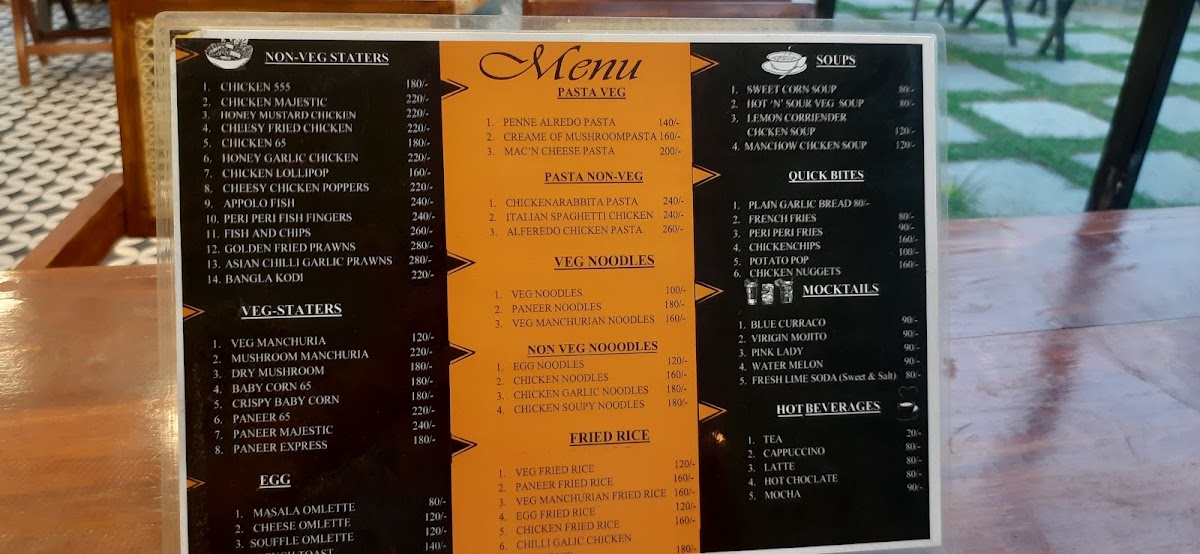 NON-VEG STATERS
1. CHICKEN 555 180/-
2. CHICKEN MAJESTIC 220/-
3. HONEY MUSTARD CHICKEN 220/-
4. CHEESY FRIED CHICKEN 220/-
5. CHICKEN 65 180/-
6. HONEY GARLIC CHICKEN 220/-
7. CHICKEN LOLLIPOP 160/-
8. CHEESY CHICKEN POPPERS 220/-
9. APPOLO FISH 240/-
10. PERI PERI FISH FINGERS 240/-
11. FISH AND CHIPS 260/-
12. GOLDEN FRIED PRAWNS 280/-
13. ASIAN CHILLI GARLIC PRAWNS 280/-
14. BANGLA KODI 220/-
VEG-STATERS
1. VEG MANCHURIA 120/-
2. MUSHROOM MANCHURIA 220/-
3. DRY MUSHROOM 180/-
4. BABY CORN 65 180/-
5. CRISPY BABY CORN 180/-
6. PANEER 65 220/-
7. PANEER MAJESTIC 240/-
8. PANEER EXPRESS 180/-
EGG
1. MASALA OMLETTE 80/-
2. CHEESE OMLETTE 120/-
3. SOUFFLE OMLETTE 120/-
TOAST 140/-
Menu
PASTA VEG
1. PENNE ALREDO PASTA 140/-
2. CREAME OF MUSHROOMPASTA 160/-
3. MAC'N CHEESE PASTA 200/-
PASTA NON-VEG
1. CHICKENARABBITA PASTA 240/-
2. ITALIAN SPAGHETTI CHICKEN 240/-
3. ALFEREDO CHICKEN PASTA 260/-
VEG NOODLES
1. VEG NOODLES 100/-
2. PANEER NOODLES 180/-
3. VEG MANCHURIAN NOODLES 160/-
NON VEG NOOODLES
1. EGG NOODLES 120/-
2. CHICKEN NOODLES 160/-
3. CHICKEN GARLIC NOODLES 180/-
4. CHICKEN SOUPY NOODLES 180/-
FRIED RICE
1. VEG FRIED RICE 120/-
2. PANEER FRIED RICE 160/-
3. VEG MANCHURIAN FRIED RICE 160/-
4. EGG FRIED RICE 120/-
5. CHICKEN FRIED RICE 160/-
6. CHILLI GALIC CHICKEN
180/-
SOUPS
1. SWEET CORN SOUP 80/-
2. HOT 'N' SOUR VEG SOUP 80/-
3. LEMON CORRIENDER
CHCKEN SOUP 120/-
4. MANCHOW CHICKEN SOUP 120/-
QUICK BITES
1. PLAIN GARLIC BREAD 80/-
2. FRENCH FRIES 80/-
3. PERI PERI FRIES 90/-
4. CHICKENCHIPS 160/-
5. POTATO POP 100/-
6. CHICKEN NUGGETS 160/-
MOCKTAILS
1. BLUE CURRACO 90/-
2. VIRIGIN MOJITO 90/-
3. PINK LADY 90/-
4. WATER MELON 90/-
5. FRESH LIME SODA (Sweet & Salt) 80/-
HOT BEVERAGES
1. TEA 20/-
2. CAPPUCCINO 80/-
3. LATTE 80/-
4. HOT CHOCLATE 80/-
5. MOCHA 90/-